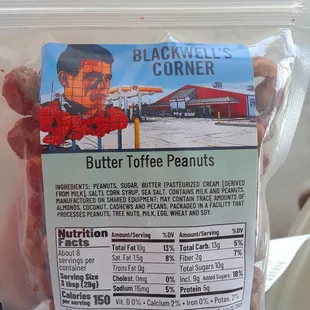 BLACKWELL'S
CORNER
Butter Toffee Peanuts
INGREDIENTS: PEANUTS, SUGAR, BUTTER (PASTEURIZED CREAM [DERIVED
FROM MILK], SALT), CORN SYRUP, SEA SALT. CONTAINS MILK AND PEANUTS.
MANUFACTURED ON SHARED EQUIPMENT; MAY CONTAIN TRACE AMOUNTS OF
ALMONDS, COCONUT, CASHEWS AND PECANS. PACKAGED IN A FACILITY THAT
PROCESSES PEANUTS, TREE NUTS, MILK, EGG, WHEAT AND SOY.
Nutrition
Facts
About 8
servings per
container
Serving Size
3 tbsp (29g)
Calories
per serving 150
Amount/Serving %DV
Total Fat 10g 13%
Sat. Fat 1.5g 8%
Trans Fat 0g
Cholest. 0mg 0%
Sodium 115mg 5%
Amount/Serving %DV
Total Carb. 13g 5%
Fiber 2g 7%
Total Sugars 10g
Incl. 9g Added Sugars 18%
Protein 5g
Vit. D 0% • Calcium 2% • Iron 0% • Potas. 2%